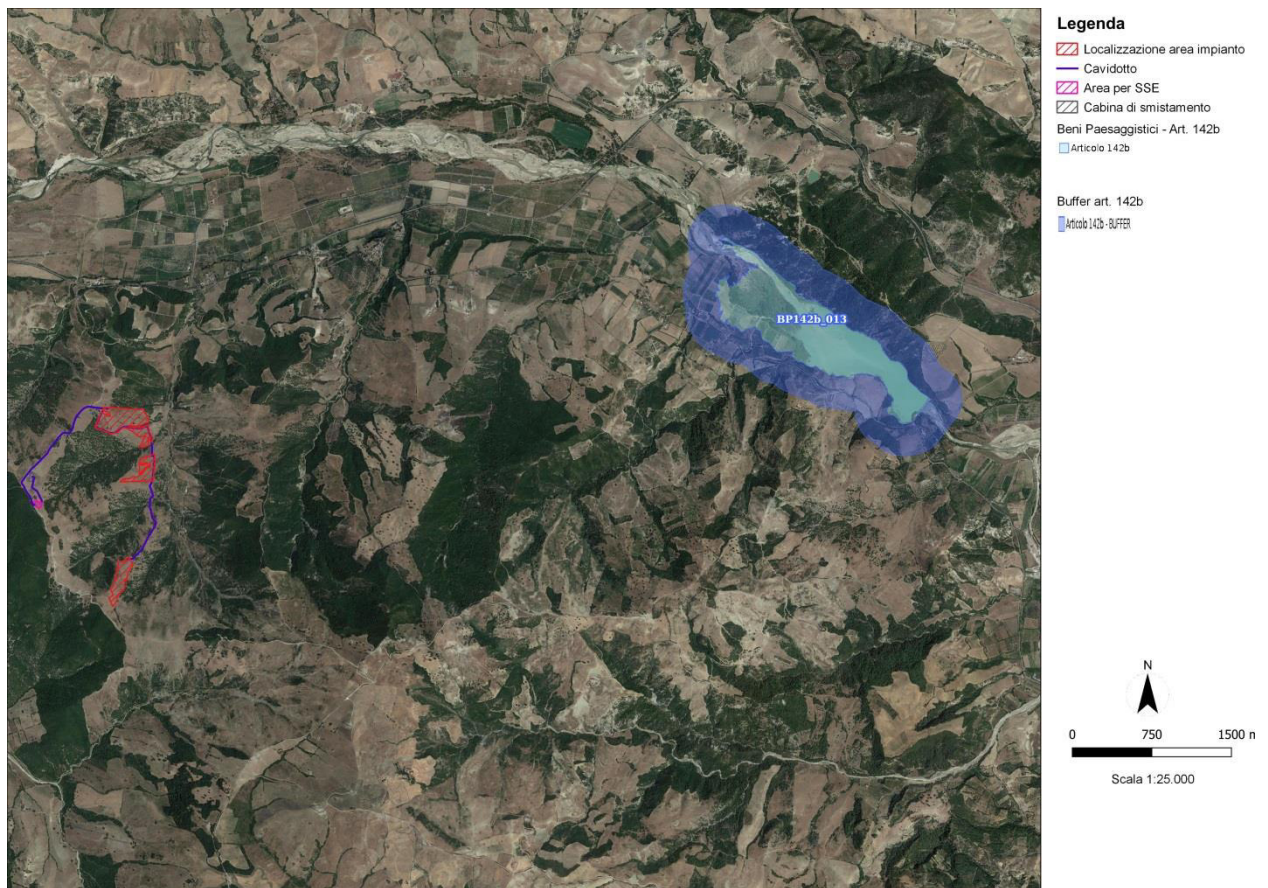 Legenda
Localizzazione area impianto
Cavidotto
Area per SSE
Cabina di smistamento
Beni Paesaggistici - Art. 142b
Articolo 142b
Buffer art. 142b
Articolo 142b - BUFFER
BP142b_013
N
0 750 1500 n
Scala 1:25.000